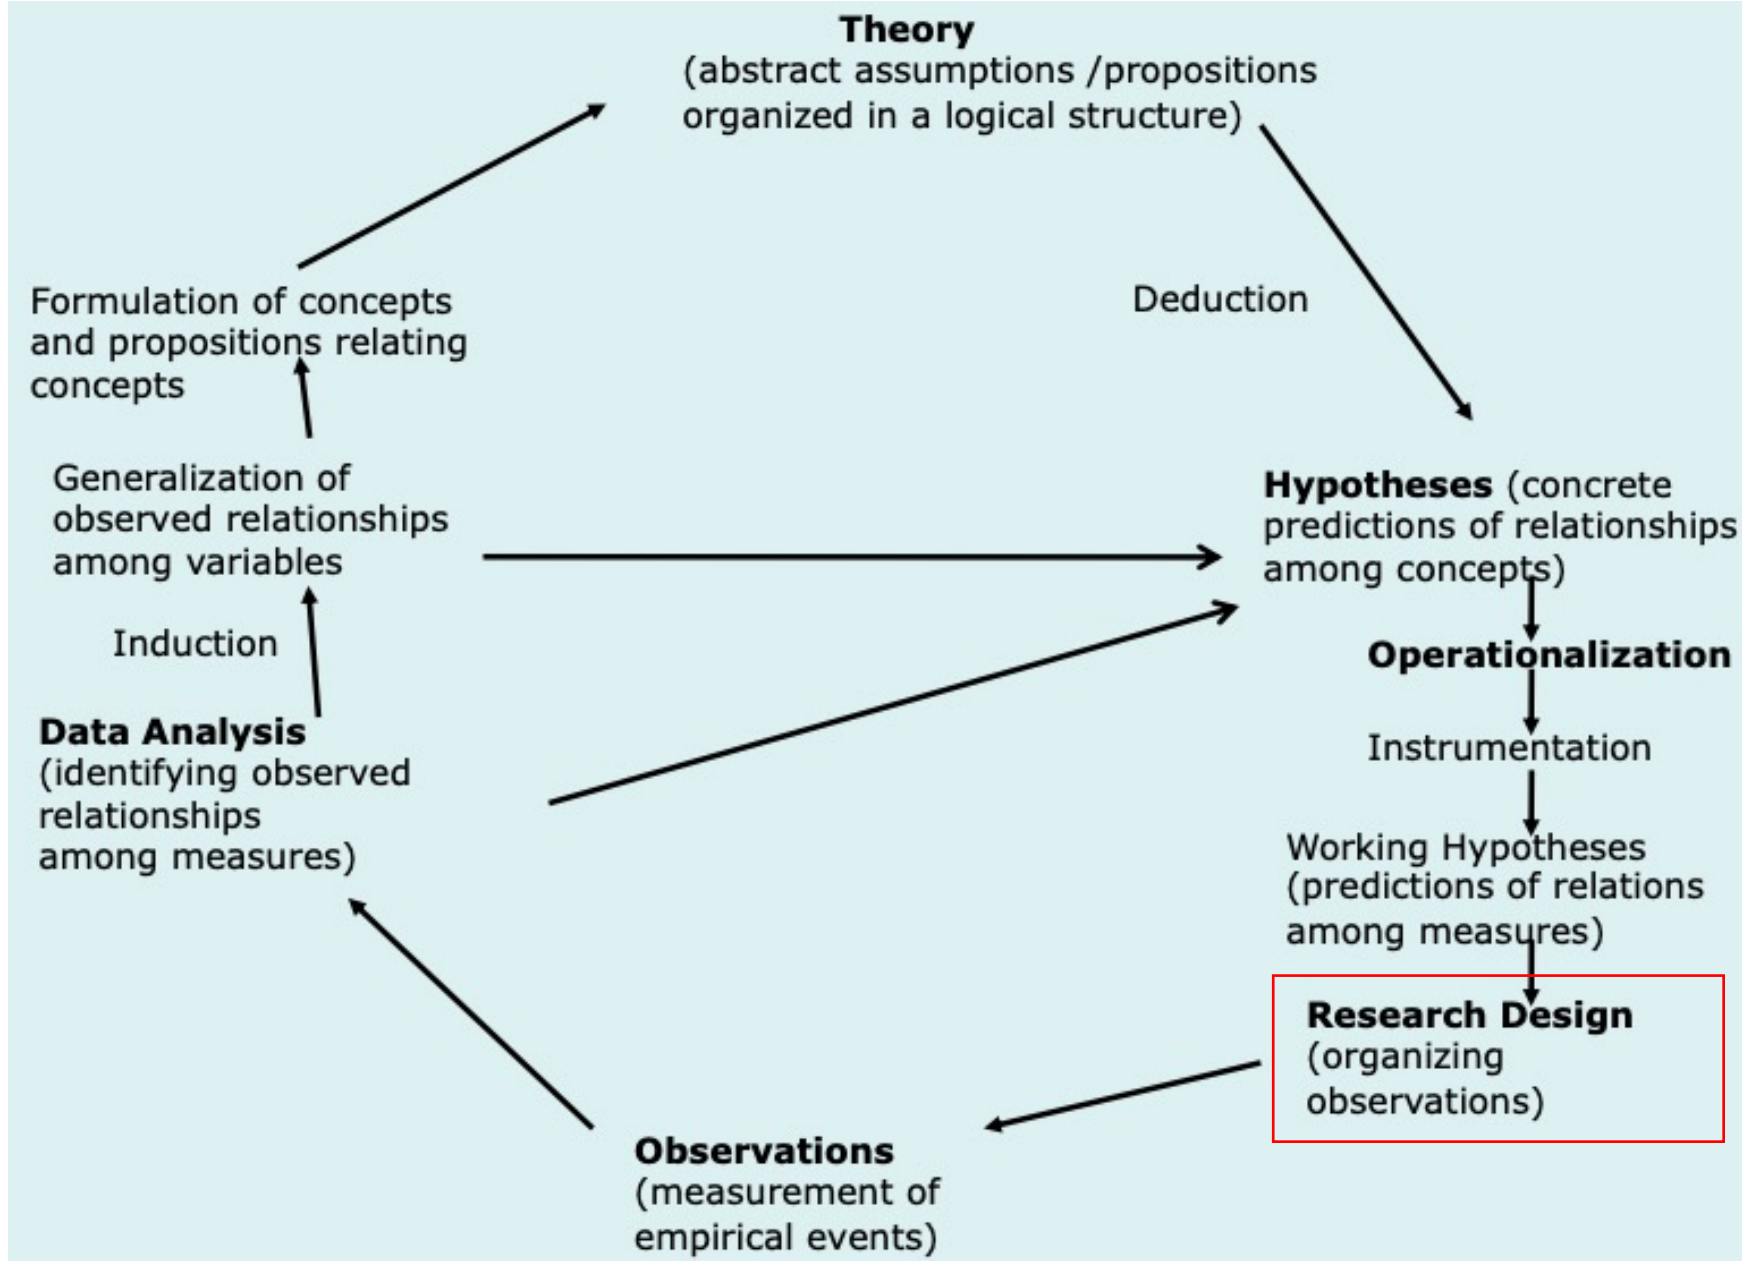 Theory
(abstract assumptions /propositions
organized in a logical structure)
Deduction
Formulation of concepts
and propositions relating
concepts
Generalization of
observed relationships
among variables
Induction
Data Analysis
(identifying observed
relationships
among measures)
Hypotheses (concrete
predictions of relationships
among concepts)
Operationalization
Instrumentation
Working Hypotheses
(predictions of relations
among measures)
Research Design
(organizing
observations)
Observations
(measurement of
empirical events)